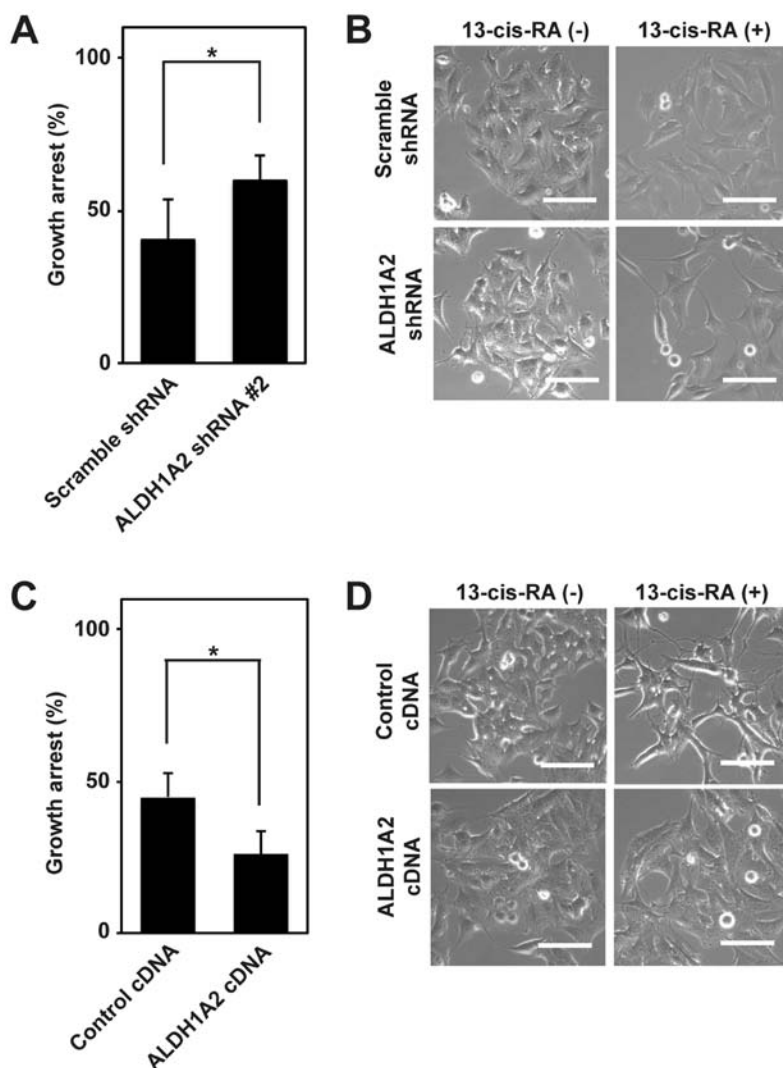 A
100
50
0
Growth arrest (%)
*
Scramble shRNA
ALDH1A2 shRNA #2
B
13-cis-RA (-)
13-cis-RA (+)
Scramble
shRNA
ALDH1A2
shRNA
C
100
50
0
Growth arrest (%)
*
Control cDNA
ALDH1A2 cDNA
D
13-cis-RA (-)
13-cis-RA (+)
Control
cDNA
ALDH1A2
cDNA